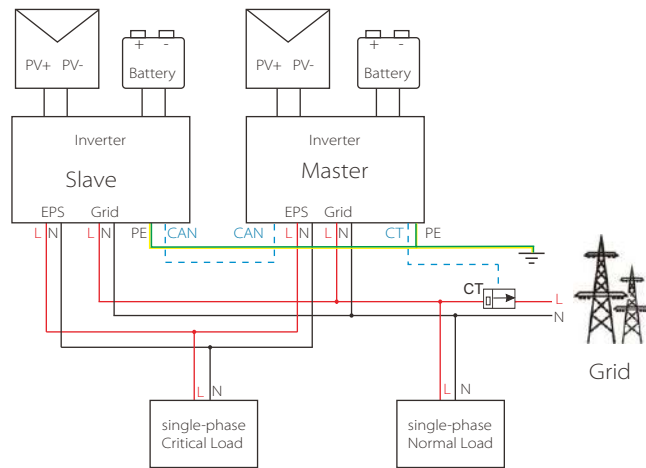 PV+ PV-
+ -
Battery
PV+ PV-
+ -
Battery
Inverter
Slave
EPS Grid
Inverter
Master
EPS Grid
L N L N PE CAN
CAN L N L N CT PE
CT
L
N
Grid
L N
L N
single-phase
Critical Load
single-phase
Normal Load